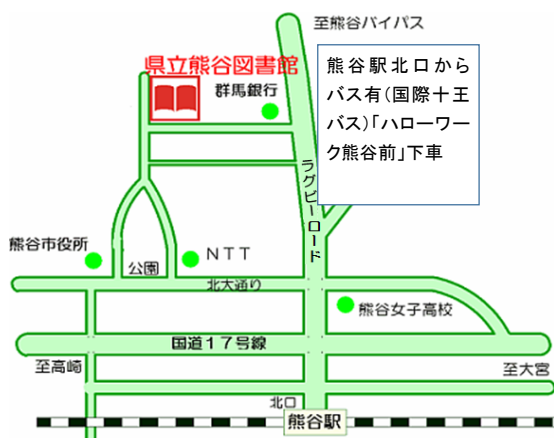 至熊谷バイパス
県立熊谷図書館
群馬銀行
熊谷駅北口から
バス有(国際十王
バス)「ハローワー
ク熊谷前」下車
ラグビーロード
熊谷市役所
公園
NTT
北大通り
熊谷女子高校
国道17号線
至高崎
至大宮
北口
熊谷駅